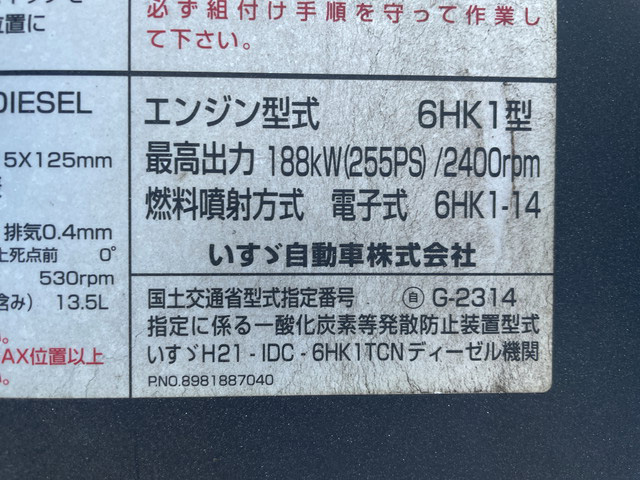 位置に
必ず組付け手順を守って作業し
て下さい。
DIESEL
5X125mm
排気0.4mm
上死点前 0°
530rpm
含み) 13.5L
AX位置以上
エンジン型式 6HK1型
最高出力 188kW(255PS)/2400rpm
燃料噴射方式 電子式 6HK1-14
いすゞ自動車株式会社
国土交通省型式指定番号 ㊂ G-2314
指定に係る一酸化炭素等発散防止装置型式
いすゞH21-IDC-6HK1TCNディーゼル機関
P.NO.8981887040